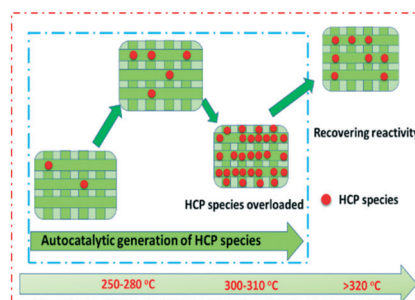 Recovering reactivity
HCP species overloaded
HCP species
Autocatalytic generation of HCP species
250-280 °C
300-310 °C
>320 °C